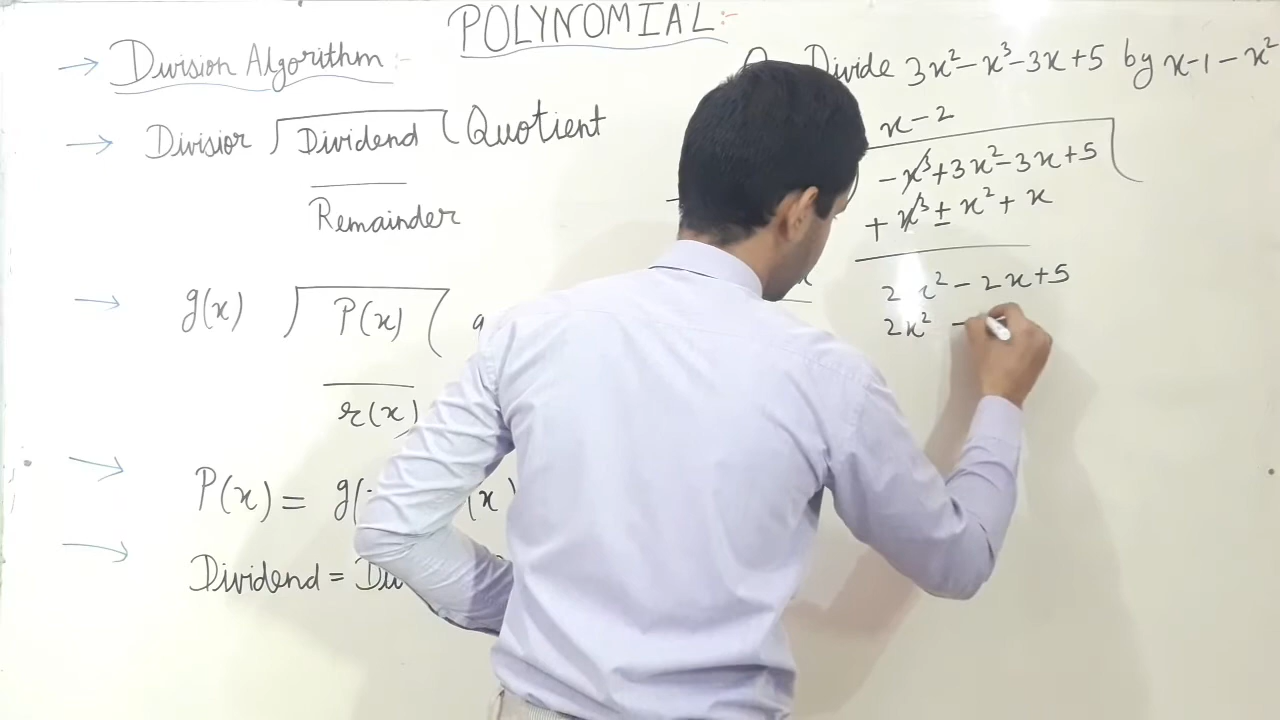 POLYNOMIAL:-
→ Division Algorithm:-
→ Divisior ) Dividend ( Quotient
Remainder
→ g(x) ) P(x) (
r(x)
→ P(x) = g( (x)
→ Dividend =
Divide 3x²-x³-3x+5 by x-1-x²
x-2
-x³+3x²-3x+5
+ x³ ± x² + x
2x²-2x+5
2x² -